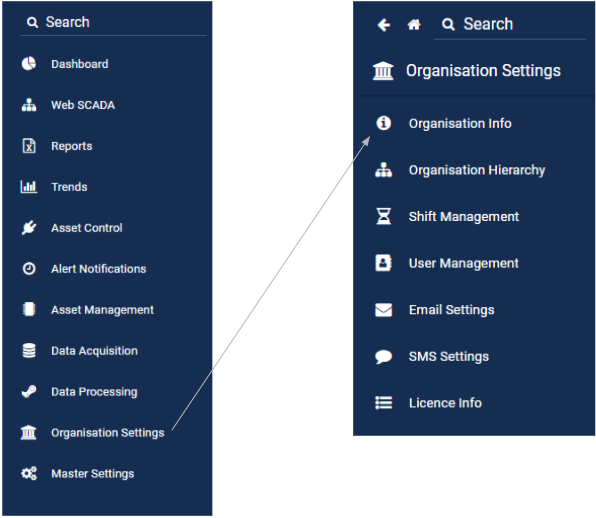 Search
Dashboard
Web SCADA
Reports
Trends
Asset Control
Alert Notifications
Asset Management
Data Acquisition
Data Processing
Organisation Settings
Master Settings
Search
Organisation Settings
Organisation Info
Organisation Hierarchy
Shift Management
User Management
Email Settings
SMS Settings
Licence Info